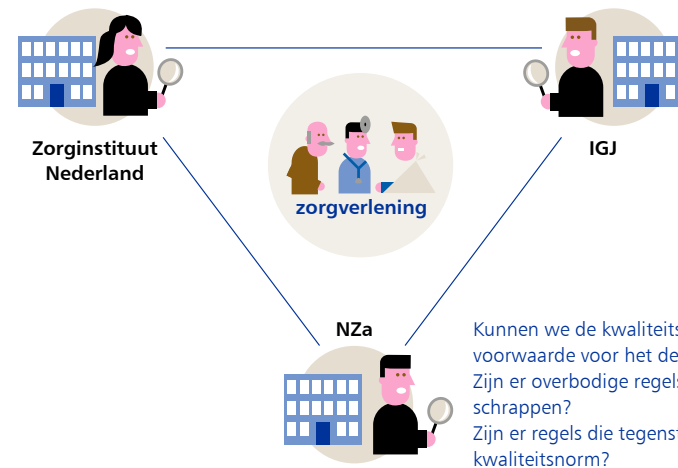 Zorginstituut
Nederland
IGJ
zorgverlening
NZa
Kunnen we de kwaliteits
voorwaarde voor het de
Zijn er overbodige regels
schrappen?
Zijn er regels die tegenst
kwaliteitsnorm?